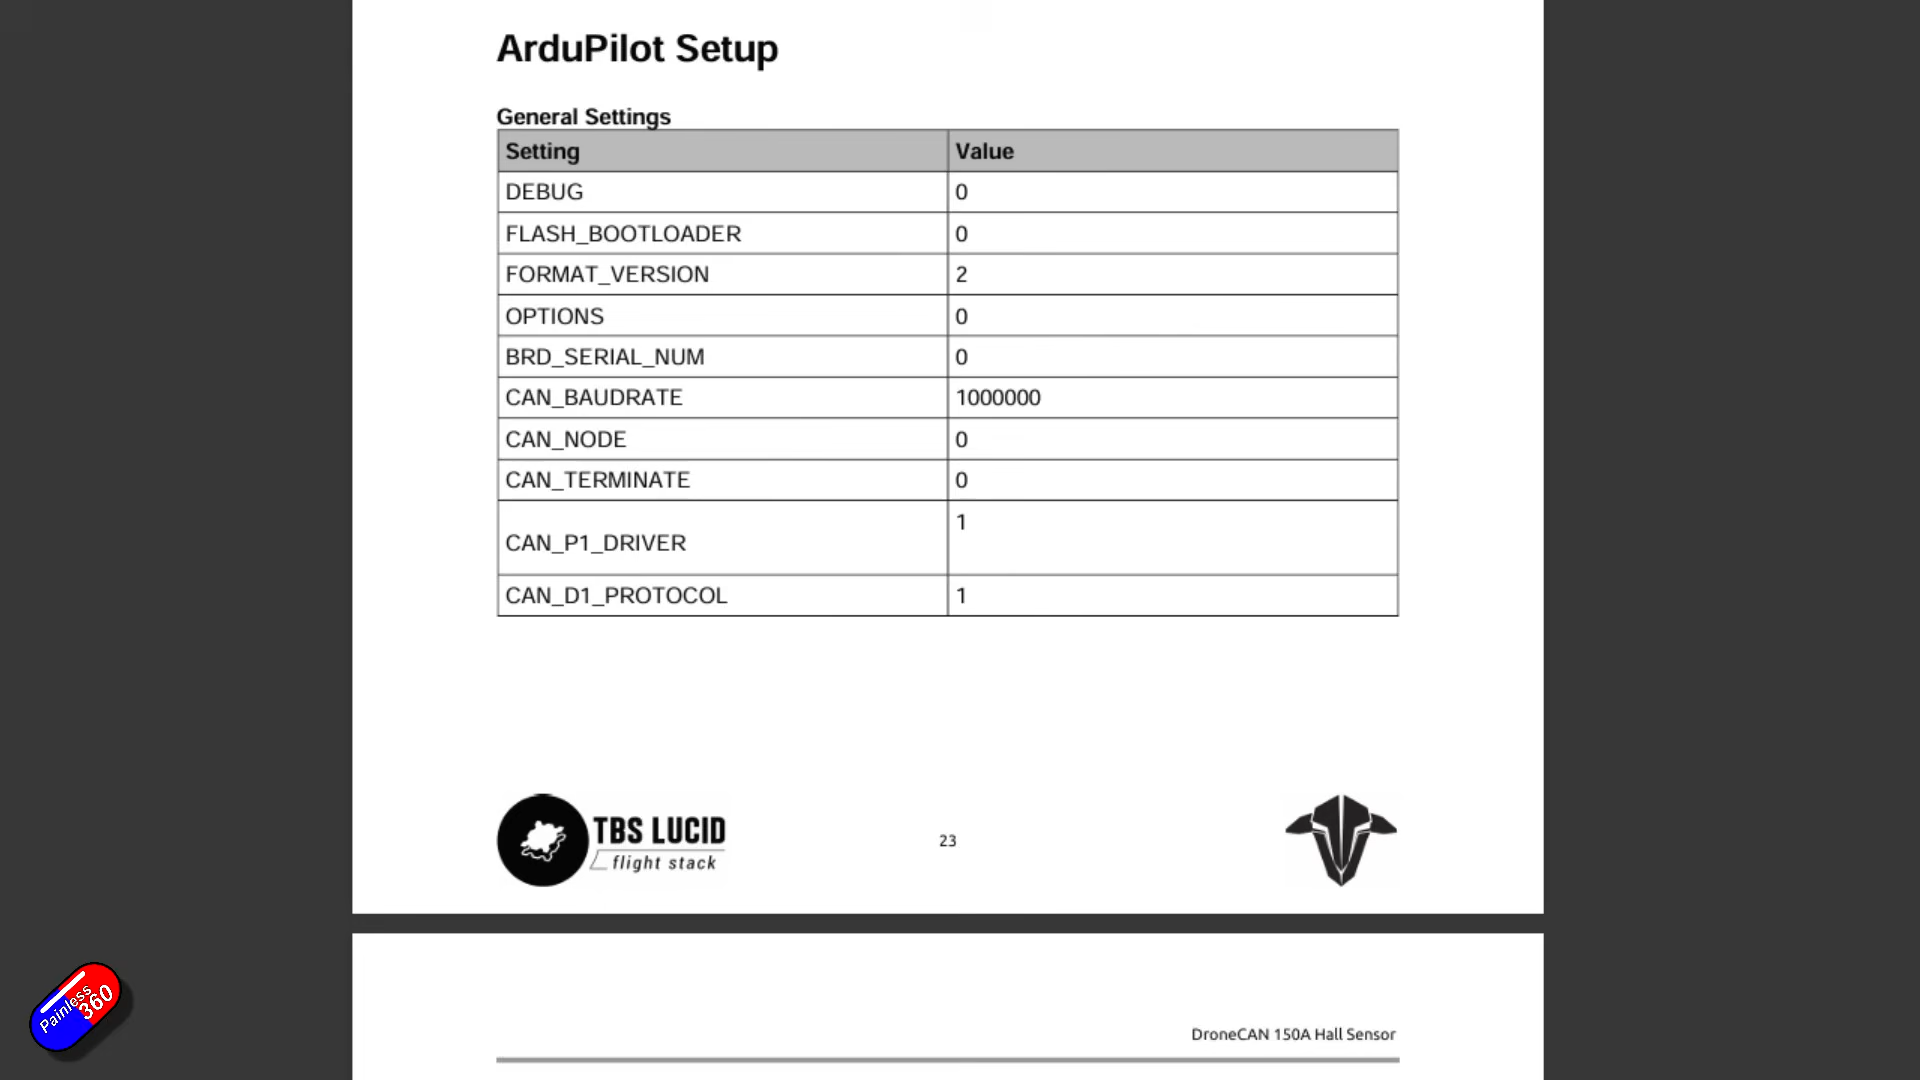 ArduPilot Setup
General Settings
Setting Value
DEBUG 0
FLASH_BOOTLOADER 0
FORMAT_VERSION 2
OPTIONS 0
BRD_SERIAL_NUM 0
CAN_BAUDRATE 1000000
CAN_NODE 0
CAN_TERMINATE 0
CAN_P1_DRIVER 1
CAN_D1_PROTOCOL 1
TBS LUCID
flight stack
23
Painless
360
DroneCAN 150A Hall Sensor